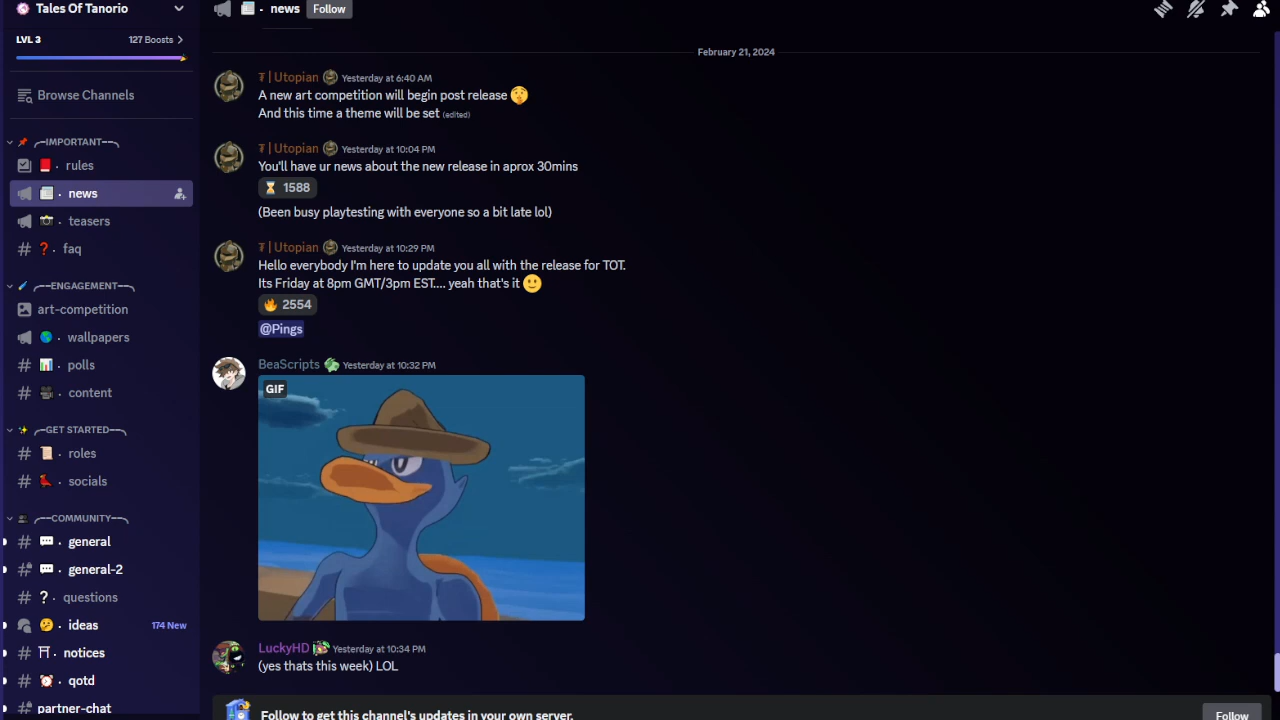 Tales Of Tanorio
LVL 3
127 Boosts
Browse Channels
IMPORTANT
rules
news
teasers
faq
ENGAGEMENT
art-competition
wallpapers
polls
content
GET STARTED
roles
socials
COMMUNITY
general
general-2
questions
ideas
174 New
notices
qotd
partner-chat
news
Follow
February 21, 2024
₮ | Utopian Yesterday at 6:40 AM
A new art competition will begin post release 🤫
And this time a theme will be set (edited)
₮ | Utopian Yesterday at 10:04 PM
You'll have ur news about the new release in aprox 30mins
⌛ 1588
(Been busy playtesting with everyone so a bit late lol)
₮ | Utopian Yesterday at 10:29 PM
Hello everybody I'm here to update you all with the release for TOT.
Its Friday at 8pm GMT/3pm EST.... yeah that's it 🙂
🔥 2554
@Pings
BeaScripts Yesterday at 10:32 PM
GIF
LuckyHD Yesterday at 10:34 PM
(yes thats this week) LOL
Follow to get this channel's updates in your own server.
Follow